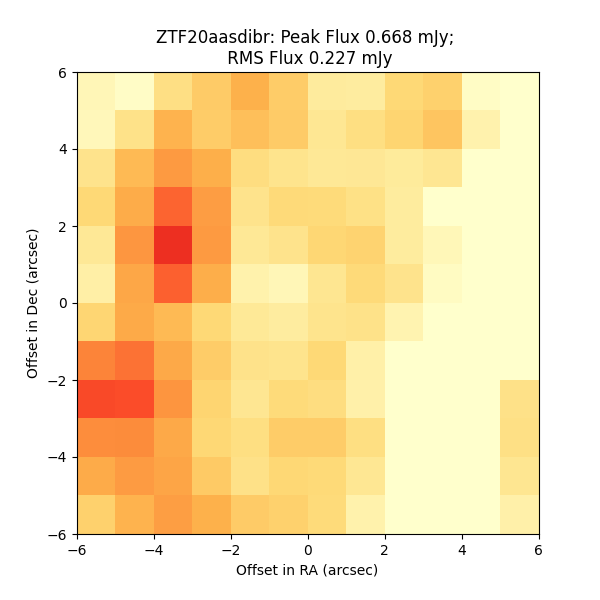 ZTF20aasdibr: Peak Flux 0.668 mJy;
RMS Flux 0.227 mJy
6
4
2
0
−2
−4
−6
Offset in Dec (arcsec)
−6 −4 −2 0 2 4 6
Offset in RA (arcsec)